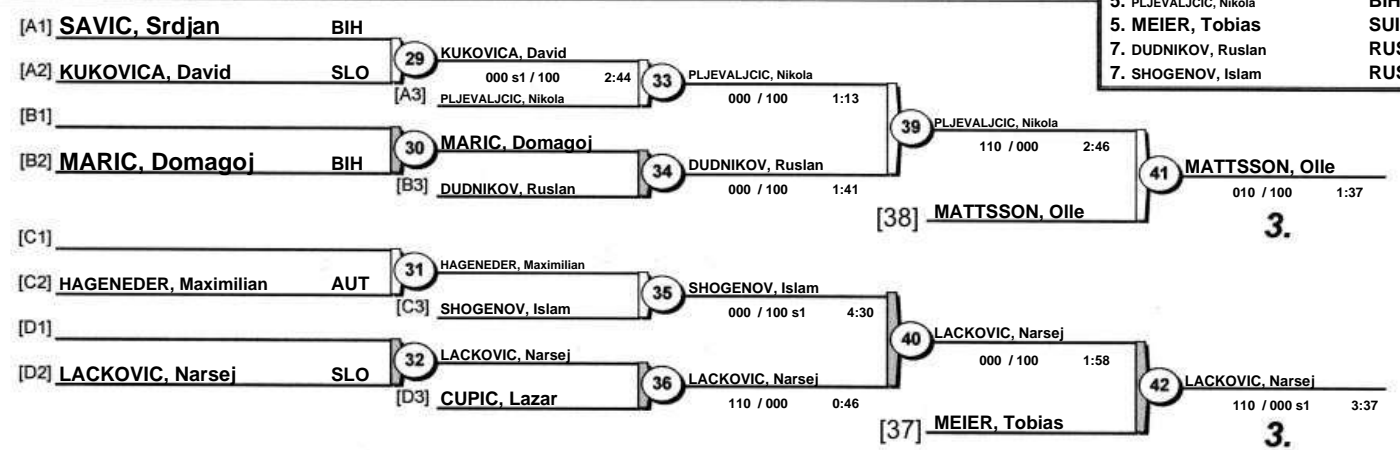 5. PLJEVALJCIC, Nikola BIH
5. MEIER, Tobias SUI
7. DUDNIKOV, Ruslan RUS
7. SHOGENOV, Islam RUS
[A1] SAVIC, Srdjan BIH
[A2] KUKOVICA, David SLO
29 KUKOVICA, David
000 s1 / 100 2:44
[A3] PLJEVALJCIC, Nikola
33 PLJEVALJCIC, Nikola
000 / 100 1:13
[B1]
[B2] MARIC, Domagoj BIH
30 MARIC, Domagoj
[B3] DUDNIKOV, Ruslan
34 DUDNIKOV, Ruslan
000 / 100 1:41
39 PLJEVALJCIC, Nikola
110 / 000 2:46
[38] MATTSSON, Olle
41 MATTSSON, Olle
010 / 100 1:37
3.
[C1]
[C2] HAGENEDER, Maximilian AUT
31 HAGENEDER, Maximilian
[C3] SHOGENOV, Islam
35 SHOGENOV, Islam
000 / 100 s1 4:30
[D1]
[D2] LACKOVIC, Narsej SLO
32 LACKOVIC, Narsej
[D3] CUPIC, Lazar
36 LACKOVIC, Narsej
110 / 000 0:46
40 LACKOVIC, Narsej
000 / 100 1:58
[37] MEIER, Tobias
42 LACKOVIC, Narsej
110 / 000 s1 3:37
3.